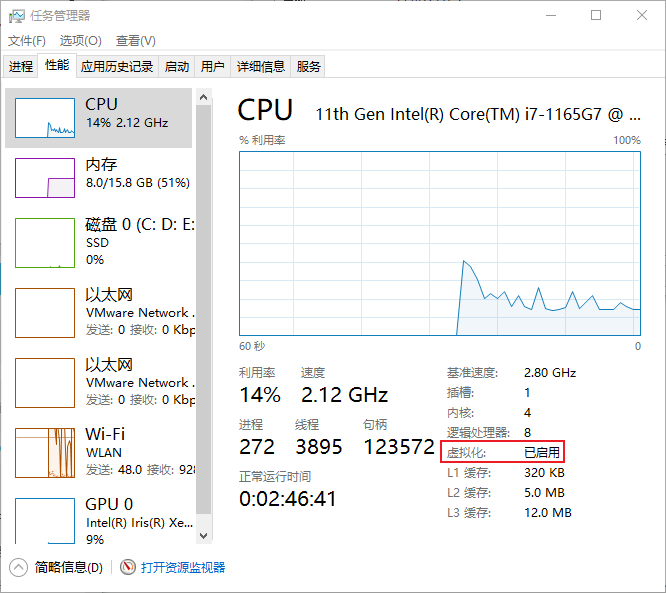 任务管理器
文件(F) 选项(O) 查看(V)
进程 性能 应用历史记录 启动 用户 详细信息 服务
CPU
14% 2.12 GHz
内存
8.0/15.8 GB (51%)
磁盘 0 (C: D: E:
SSD
0%
以太网
VMware Network .
发送: 0 接收: 0 Kbp
以太网
VMware Network .
发送: 0 接收: 0 Kbp
Wi-Fi
WLAN
发送: 48.0 接收: 928
GPU 0
Intel(R) Iris(R) Xe...
9%
CPU 11th Gen Intel(R) Core(TM) i7-1165G7 @ ...
% 利用率 100%
60 秒 0
利用率 速度
14% 2.12 GHz
进程 线程 句柄
272 3895 123572
正常运行时间
0:02:46:41
基准速度: 2.80 GHz
插槽: 1
内核: 4
逻辑处理器: 8
虚拟化: 已启用
L1 缓存: 320 KB
L2 缓存: 5.0 MB
L3 缓存: 12.0 MB
简略信息(D) 打开资源监视器